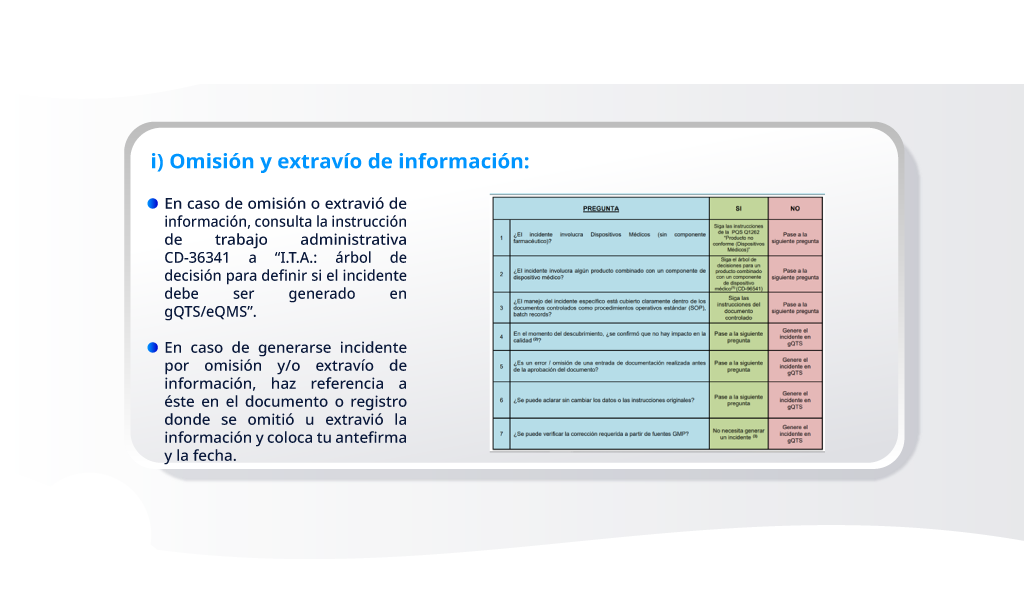 i) Omisión y extravío de información:
En caso de omisión o extravió de
información, consulta la instrucción
de trabajo administrativa
CD-36341 a “I.T.A.: árbol de
decisión para definir si el incidente
debe ser generado en
gQTS/eQMS”.
En caso de generarse incidente
por omisión y/o extravío de
información, haz referencia a
éste en el documento o registro
donde se omitió u extravió la
información y coloca tu antefirma
y la fecha.
PREGUNTA SI NO
1 ¿El incidente involucra Dispositivos Médicos (sin componente
farmacéutico)?
Siga las instrucciones
de la PQS Q1262
"Producto no
conforme (Dispositivos
Médicos)"
Pase a la
siguiente pregunta
2 ¿El incidente involucra algún producto combinado con un componente de
dispositivo médico?
Siga el árbol de
decisiones para un
producto combinado
con un componente
de dispositivo
(CD-96341)
Pase a la
siguiente pregunta
3 ¿El manejo del incidente específico está cubierto claramente dentro de los
documentos controlados como procedimientos operativos estándar (SOP),
batch records?
Siga las
instrucciones del
documento
controlado
Pase a la
siguiente pregunta
4 En el momento del descubrimiento, ¿se confirmó que no hay impacto en la
calidad ?
Pase a la siguiente
pregunta
Genere el
incidente en
gQTS
5 ¿Es un error / omisión de una entrada de documentación realizada antes
de la aprobación del documento?
Pase a la siguiente
pregunta
Genere el
incidente en
gQTS
6 ¿Se puede aclarar sin cambiar los datos o las instrucciones originales?
Pase a la siguiente
pregunta
Genere el
incidente en
gQTS
7 ¿Se puede verificar la corrección requerida a partir de fuentes GMP?
No necesita generar
un incidente
Genere el
incidente en
gQTS